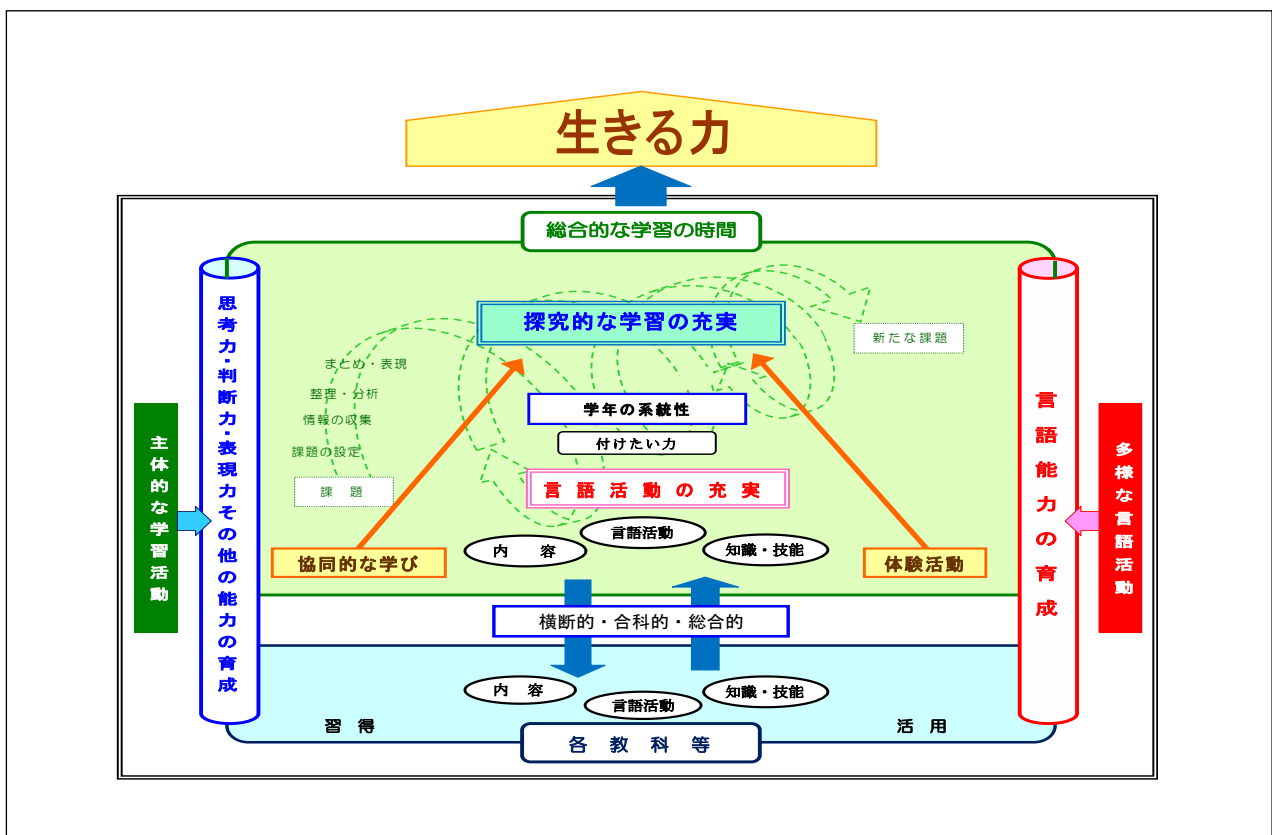 生きる力
総合的な学習の時間
思考力・判断力・表現力その他の能力の育成
主体的な学習活動
探究的な学習の充実
新たな課題
まとめ・表現
整理・分析
情報の収集
課題の設定
課　題
学年の系統性
付けたい力
言語活動の充実
内　容
言語活動
知識・技能
協同的な学び
体験活動
言語能力の育成
多様な言語活動
横断的・合科的・総合的
内　容
言語活動
知識・技能
習　得
活　用
各　教　科　等